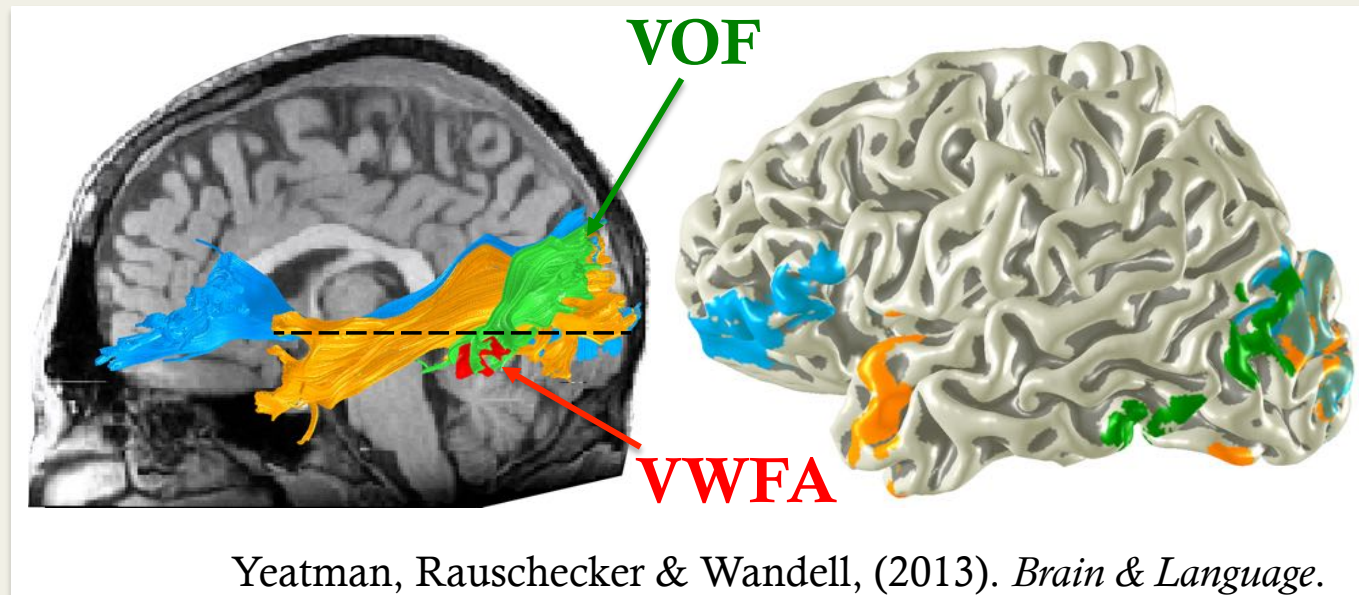 VOF
VWFA
Yeatman, Rauschecker & Wandell, (2013). Brain & Language.